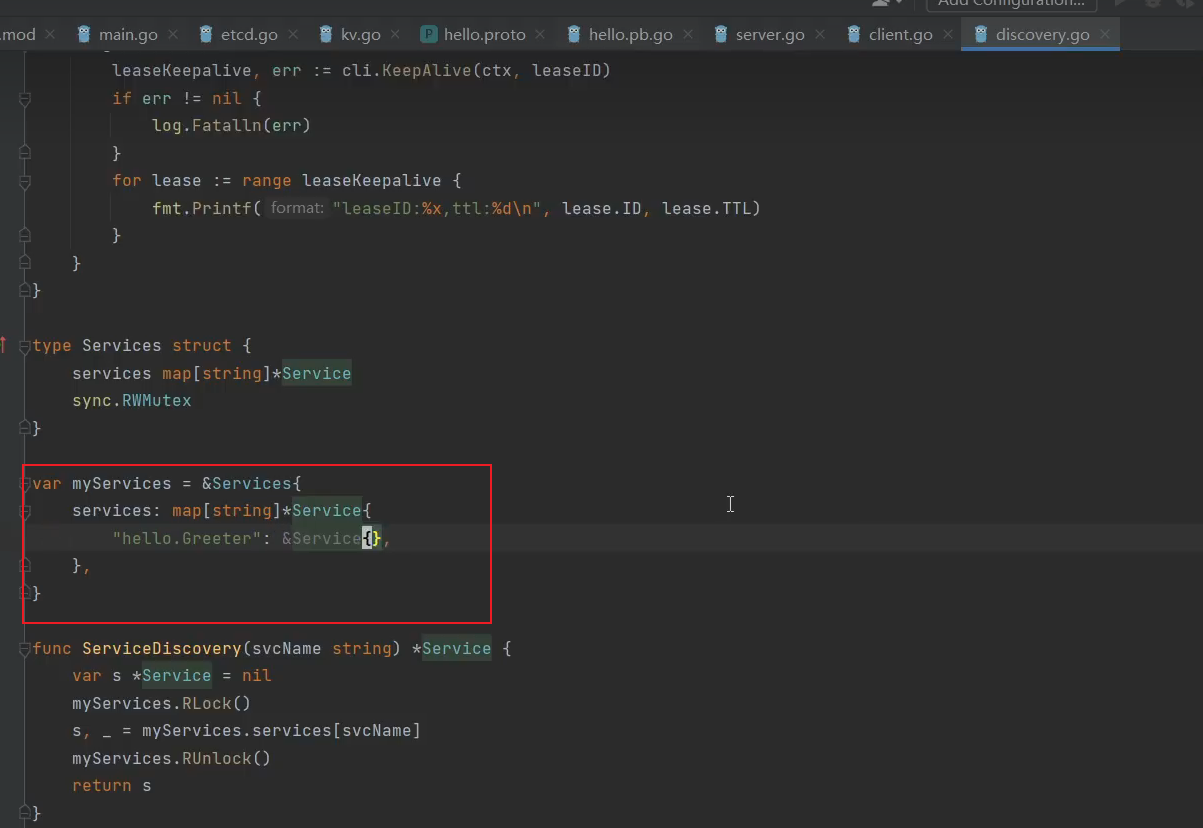 Add Configuration...
.mod main.go etcd.go kv.go hello.proto hello.pb.go server.go client.go discovery.go
leaseKeepalive, err := cli.KeepAlive(ctx, leaseID)
if err != nil {
log.Fatalln(err)
}
for lease := range leaseKeepalive {
fmt.Printf( format: "leaseID:%x,ttl:%d\n", lease.ID, lease.TTL)
}
}
}
type Services struct {
services map[string]*Service
sync.RWMutex
}
var myServices = &Services{
services: map[string]*Service{
"hello.Greeter": &Service{},
},
}
func ServiceDiscovery(svcName string) *Service {
var s *Service = nil
myServices.RLock()
s, _ = myServices.services[svcName]
myServices.RUnlock()
return s
}